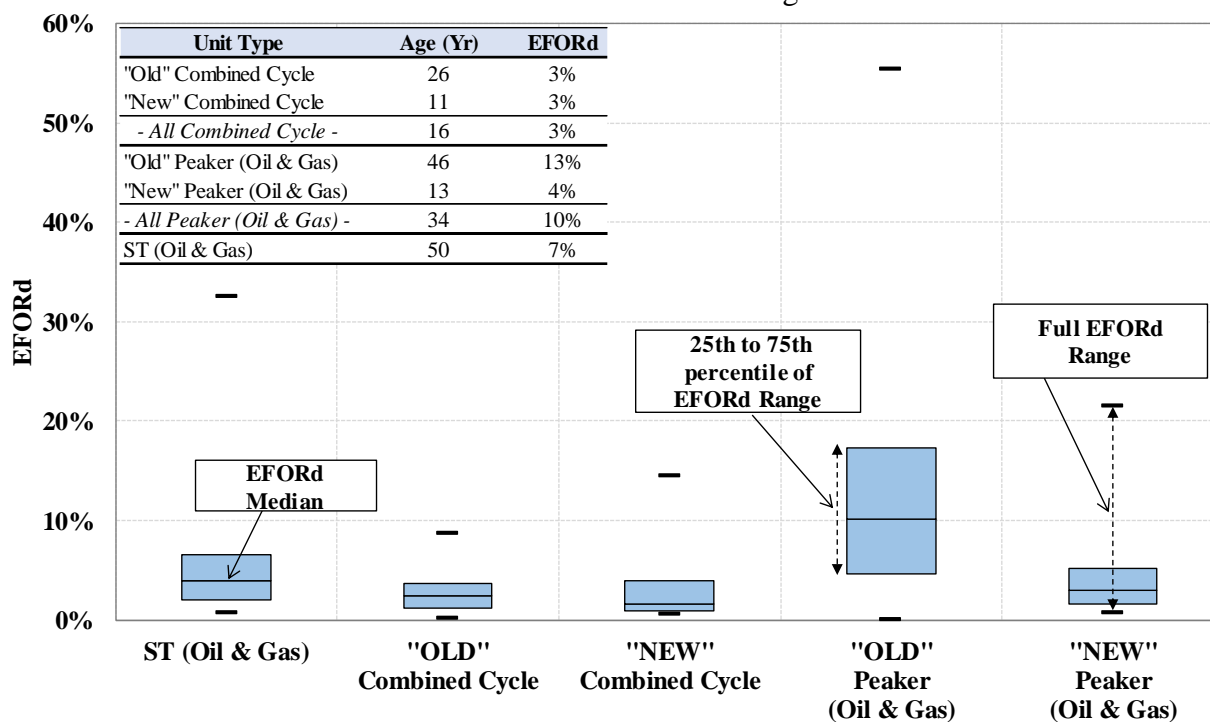 60%
50%
40%
30%
20%
10%
0%
EFORd
Unit Type Age (Yr) EFORd
"Old" Combined Cycle 26 3%
"New" Combined Cycle 11 3%
- All Combined Cycle - 16 3%
"Old" Peaker (Oil & Gas) 46 13%
"New" Peaker (Oil & Gas) 13 4%
- All Peaker (Oil & Gas) - 34 10%
ST (Oil & Gas) 50 7%
EFORd
Median
25th to 75th
percentile of
EFORd Range
Full EFORd
Range
ST (Oil & Gas)
"OLD"
Combined Cycle
"NEW"
Combined Cycle
"OLD"
Peaker
(Oil & Gas)
"NEW"
Peaker
(Oil & Gas)